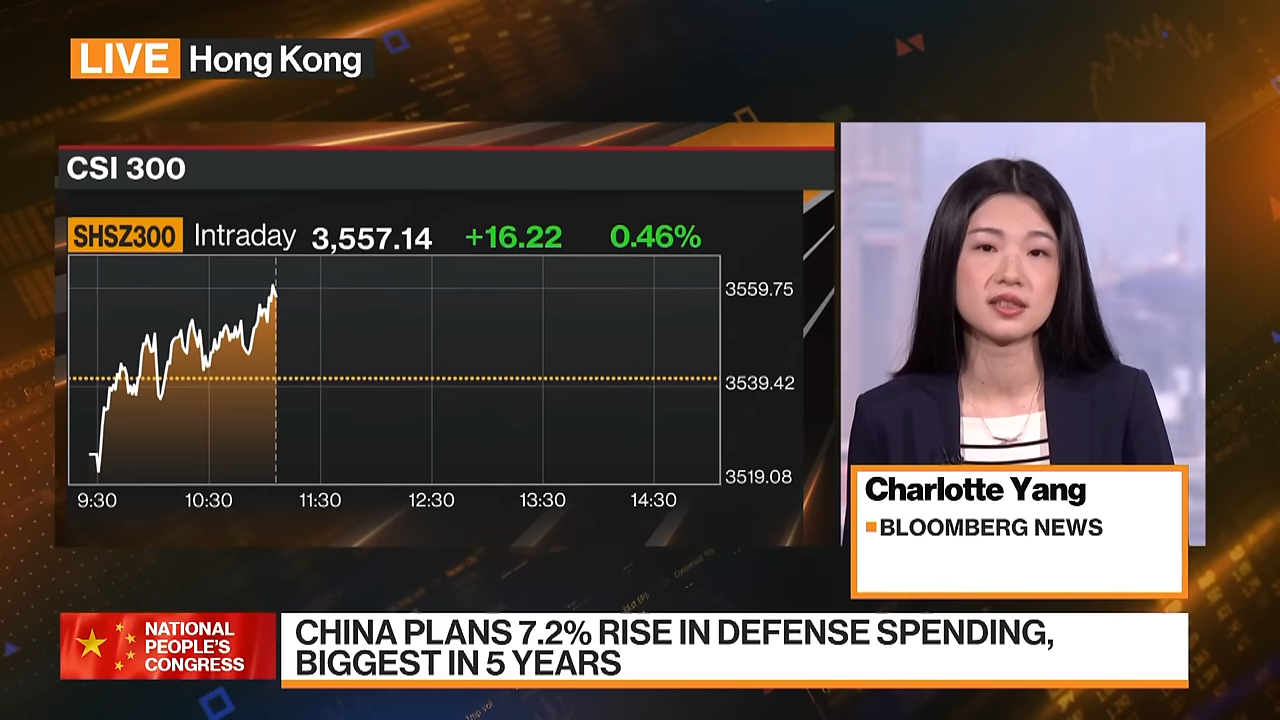 LIVE Hong Kong
CSI 300
SHSZ300 Intraday 3,557.14 +16.22 0.46%
3559.75
3539.42
3519.08
9:30 10:30 11:30 12:30 13:30 14:30
Charlotte Yang
BLOOMBERG NEWS
NATIONAL
PEOPLE'S
CONGRESS
CHINA PLANS 7.2% RISE IN DEFENSE SPENDING,
BIGGEST IN 5 YEARS